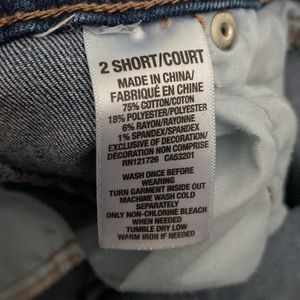 2 SHORT/COURT
MADE IN CHINA/
FABRIQUÉ EN CHINE
75% COTTON/COTON
18% POLYESTER/POLYESTER
6% RAYON/RAYONNE
1% SPANDEX/SPANDEX
EXCLUSIVE OF DECORATION/
DÉCORATION NON COMPRISE
RN121726 CA53201
WASH ONCE BEFORE
WEARING
TURN GARMENT INSIDE OUT
MACHINE WASH COLD
SEPARATELY
ONLY NON-CHLORINE BLEACH
WHEN NEEDED
TUMBLE DRY LOW
WARM IRON IF NEEDED